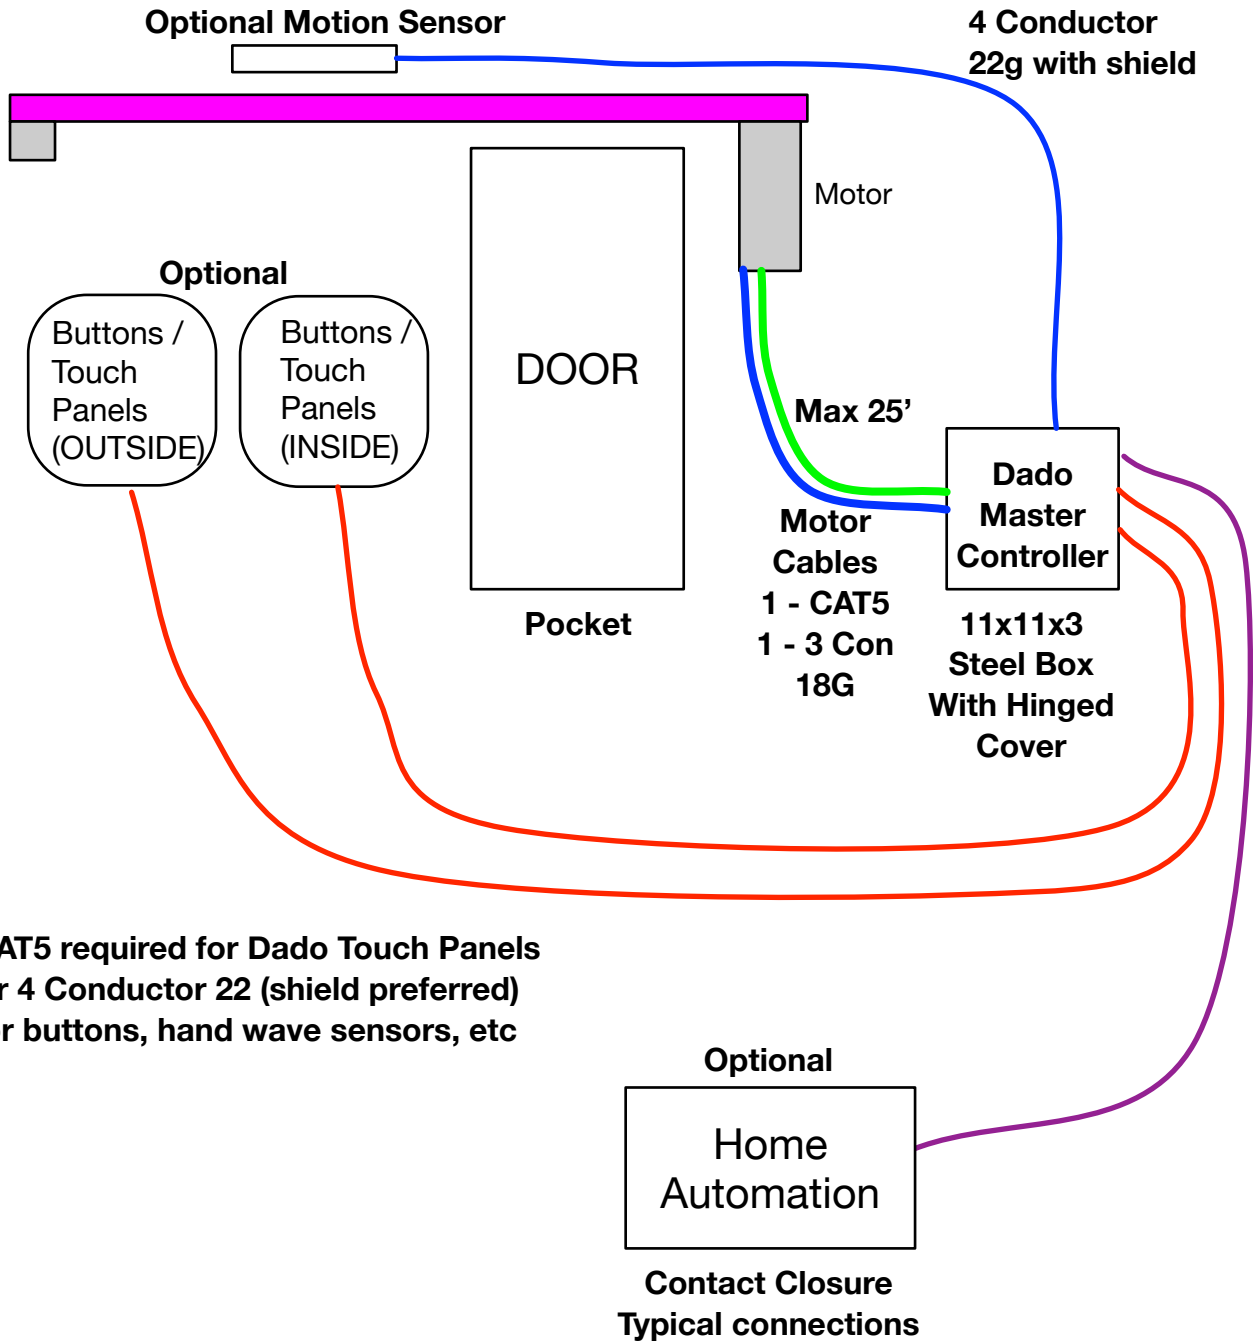 Optional Motion Sensor
4 Conductor
22g with shield
Motor
Optional
Buttons /
Touch
Panels
(OUTSIDE)
Buttons /
Touch
Panels
(INSIDE)
DOOR
Pocket
Max 25’
Motor
Cables
1 - CAT5
1 - 3 Con
18G
Dado
Master
Controller
11x11x3
Steel Box
With Hinged
Cover
AT5 required for Dado Touch Panels
r 4 Conductor 22 (shield preferred)
r buttons, hand wave sensors, etc
Optional
Home
Automation
Contact Closure
Typical connections